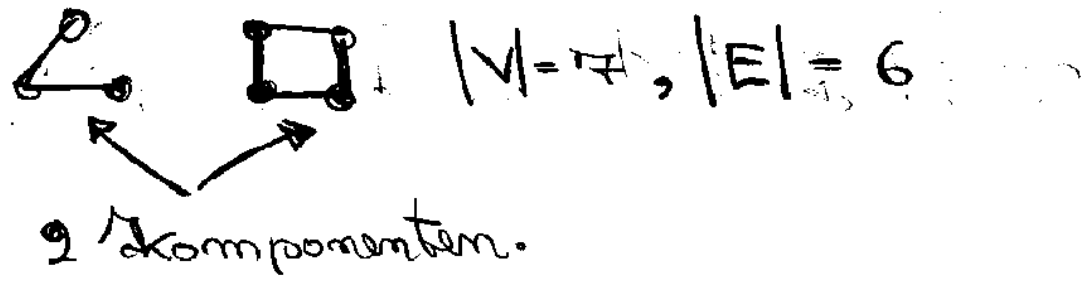 |V| = 7, |E| = 6
2 Komponenten.